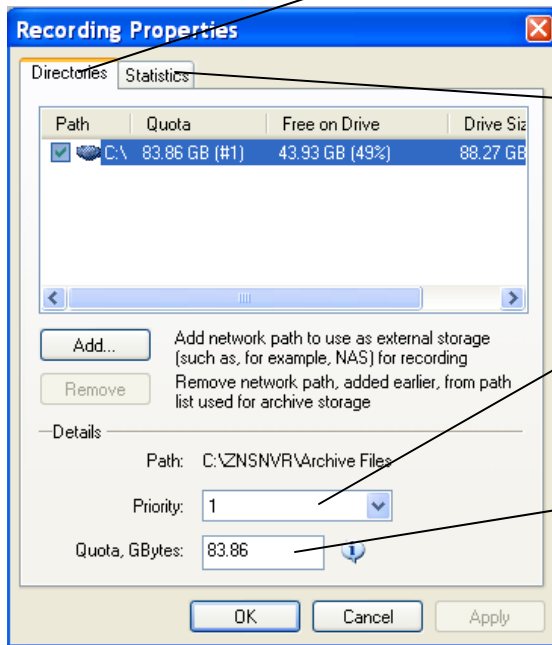 Recording Properties
Directories Statistics
Path Quota Free on Drive Drive Siz
C:\ 83.86 GB (#1) 43.93 GB (49%) 88.27 GB
Add... Add network path to use as external storage
(such as, for example, NAS) for recording
Remove Remove network path, added earlier, from path
list used for archive storage
Details
Path: C:\ZNSNVR\Archive Files
Priority: 1
Quota, GBytes: 83.86
OK Cancel Apply